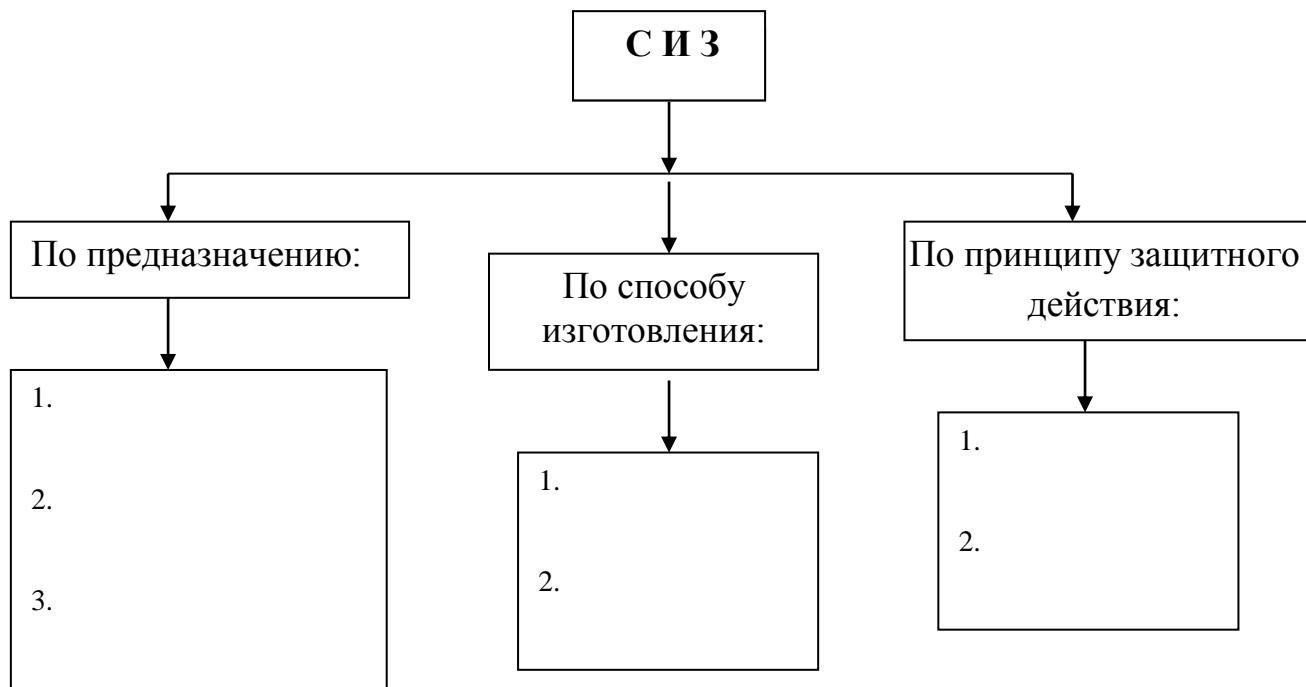 С И З
По предназначению:
По способу
изготовления:
По принципу защитного
действия:
1.
2.
3.
1.
2.
1.
2.